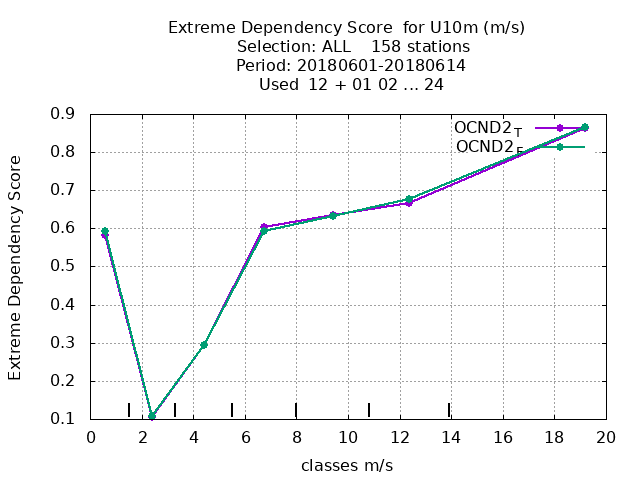 Extreme Dependency Score for U10m (m/s)
Selection: ALL 158 stations
Period: 20180601-20180614
Used 12 + 01 02 ... 24
OCND2T
OCND2F
Extreme Dependency Score
0.9
0.8
0.7
0.6
0.5
0.4
0.3
0.2
0.1
0 2 4 6 8 10 12 14 16 18 20
classes m/s